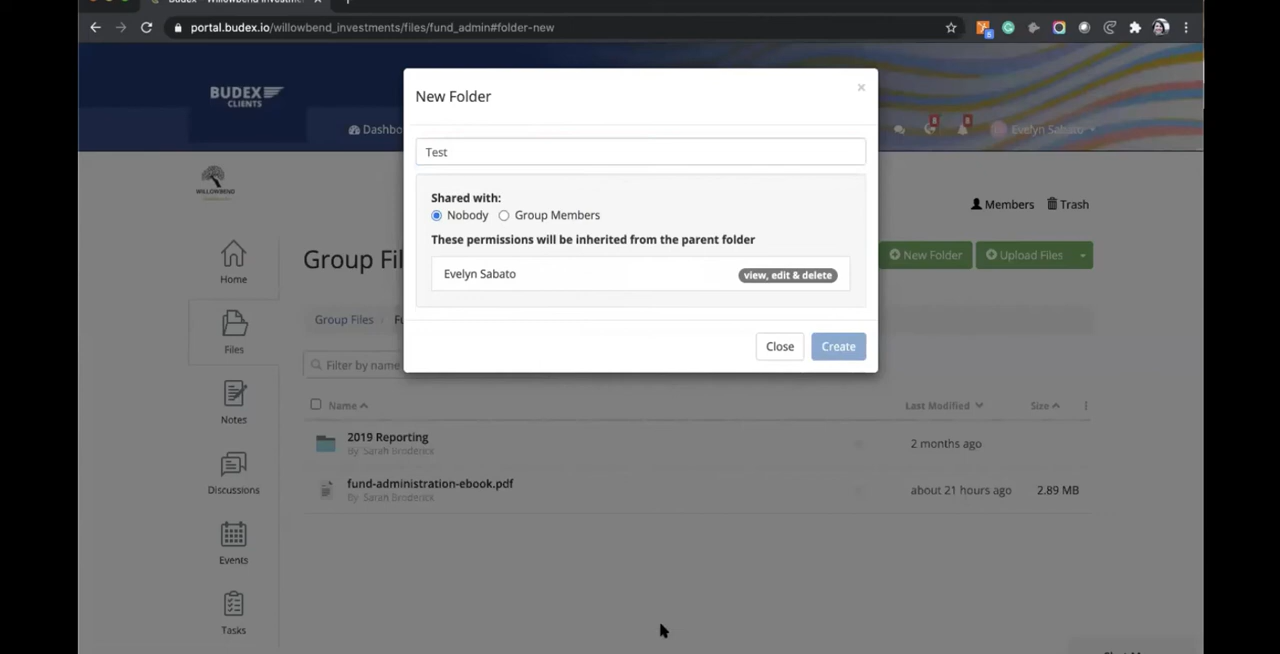 portal.budex.io/willowbend_investments/files/fund_admin#folder-new
6
BUDEX
CLIENTS
Dashbo
Evelyn Sabato
New Folder
×
Test
Shared with:
Nobody Group Members
These permissions will be inherited from the parent folder
Evelyn Sabato view, edit & delete
Close Create
WILLOWBEND
Members Trash
Group Fi
New Folder Upload Files
Group Files / Fu
Filter by name
Home
Files
Notes
Discussions
Events
Tasks
Name Last Modified Size
2019 Reporting
By Sarah Broderick
2 months ago
fund-administration-ebook.pdf
By Sarah Broderick
about 21 hours ago 2.89 MB